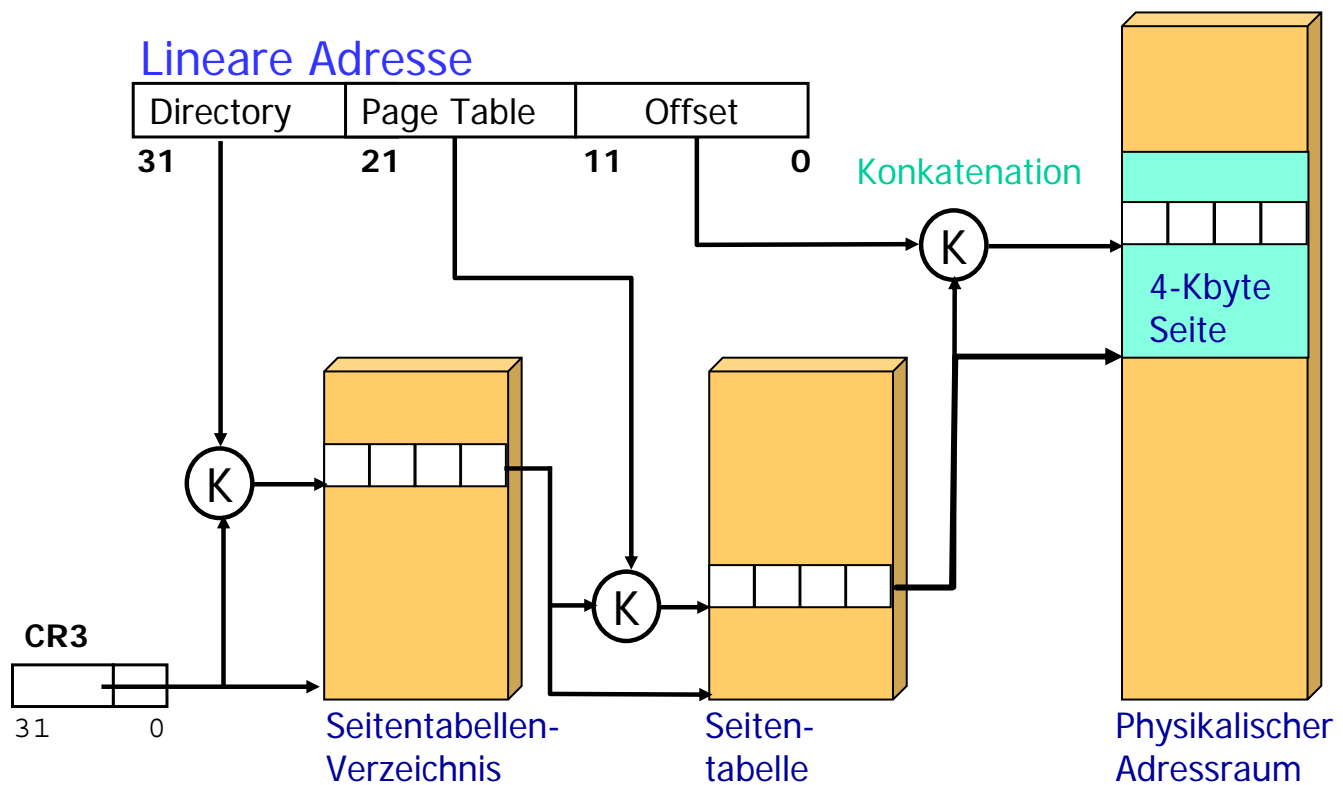 Lineare Adresse
Directory Page Table Offset
31 21 11 0
Konkatenation
K
4-Kbyte
Seite
K
K
CR3
31 0
Seitentabellen-
Verzeichnis
Seiten-
tabelle
Physikalischer
Adressraum